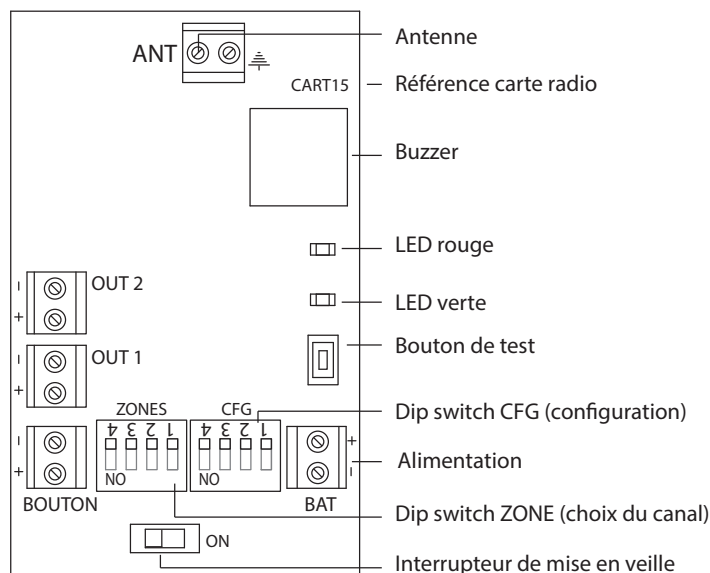 ANT
Antenne
CART15
Référence carte radio
Buzzer
LED rouge
OUT 2
- +
LED verte
OUT 1
- +
Bouton de test
ZONES
4 3 2 1
NO
CFG
4 3 2 1
NO
Dip switch CFG (configuration)
- +
BOUTON
+ -
BAT
Alimentation
Dip switch ZONE (choix du canal)
ON
Interrupteur de mise en veille